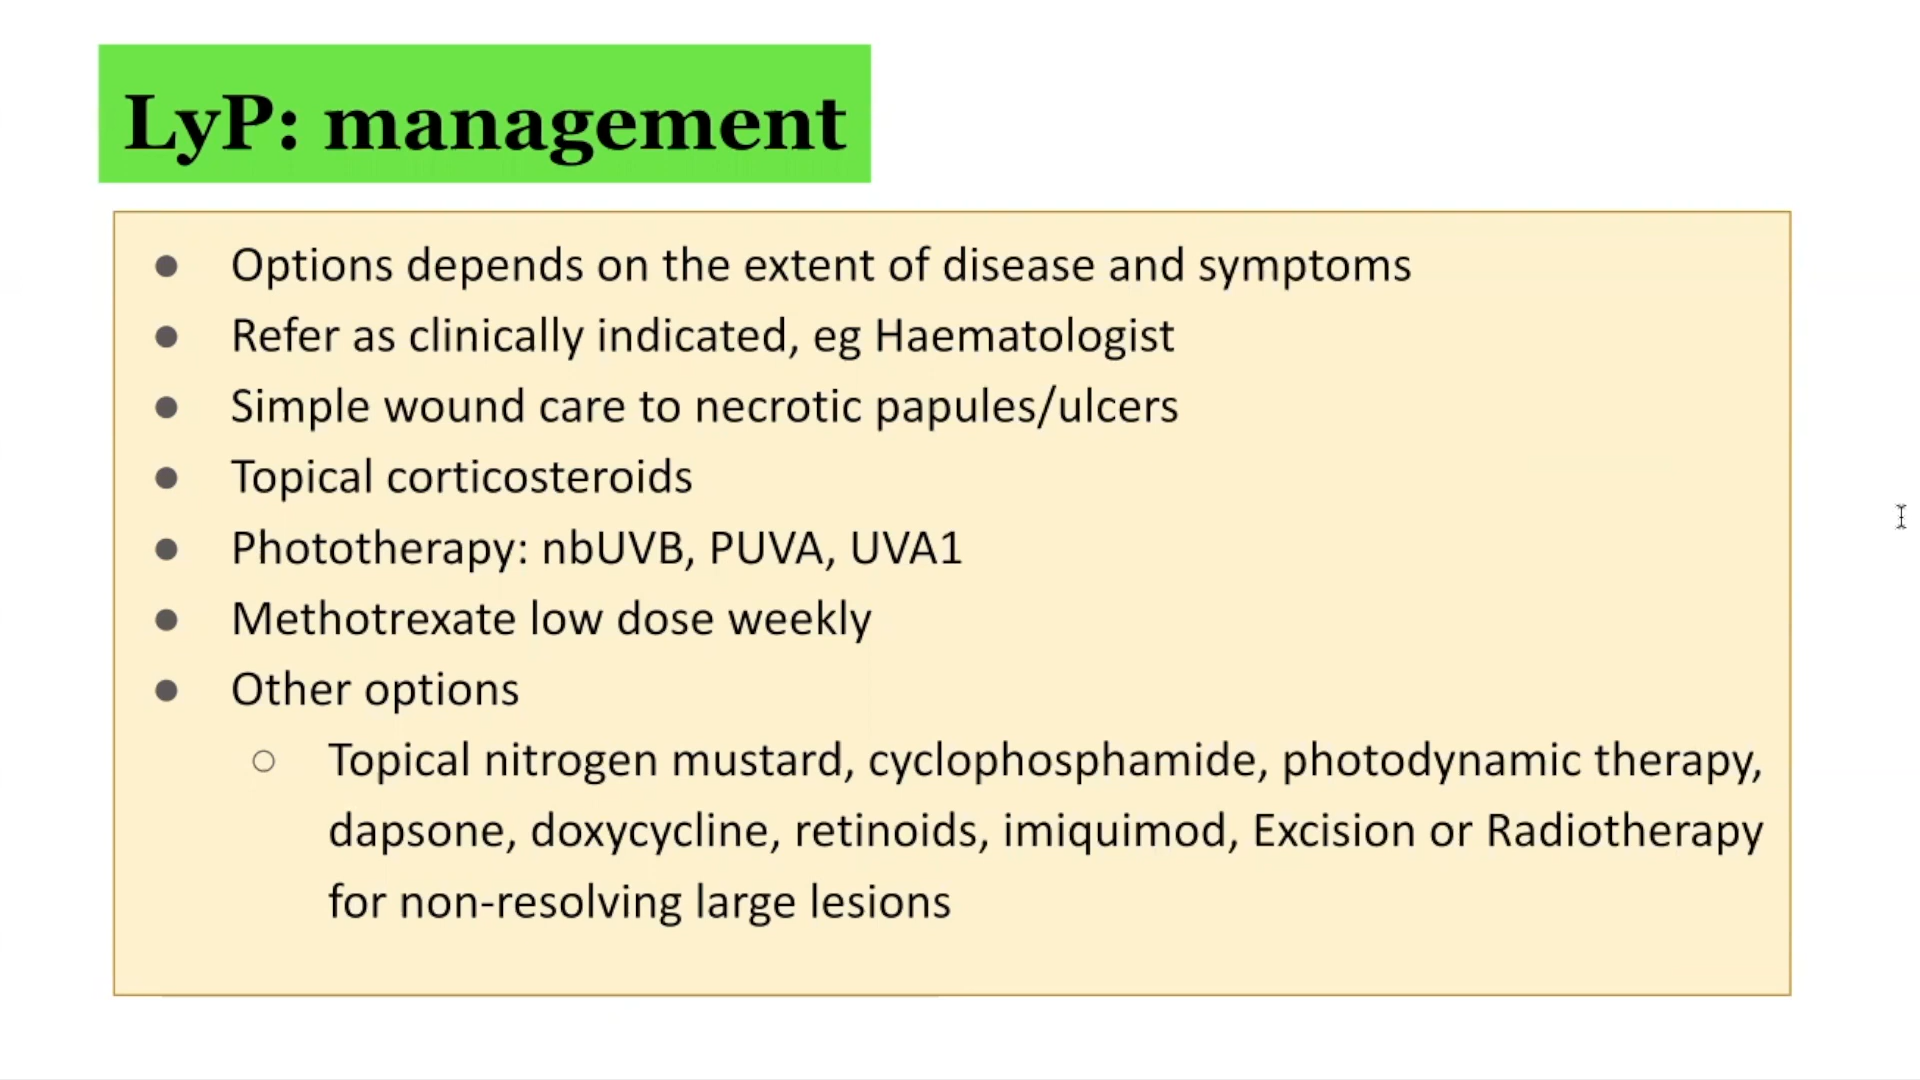 LyP: management
● Options depends on the extent of disease and symptoms
● Refer as clinically indicated, eg Haematologist
● Simple wound care to necrotic papules/ulcers
● Topical corticosteroids
● Phototherapy: nbUVB, PUVA, UVA1
● Methotrexate low dose weekly
● Other options
○ Topical nitrogen mustard, cyclophosphamide, photodynamic therapy,
dapsone, doxycycline, retinoids, imiquimod, Excision or Radiotherapy
for non-resolving large lesions